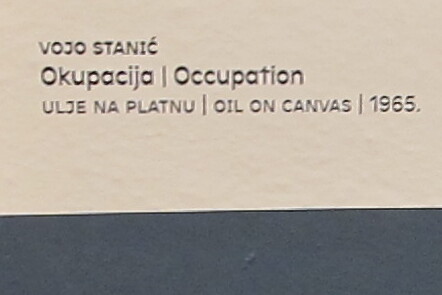 VOJO STANIĆ
Okupacija | Occupation
ULJE NA PLATNU | OIL ON CANVAS | 1965.